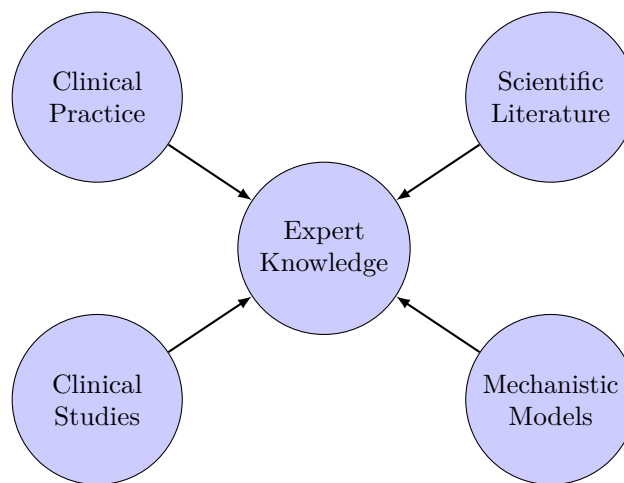 Clinical
Practice
Scientific
Literature
Expert
Knowledge
Clinical
Studies
Mechanistic
Models